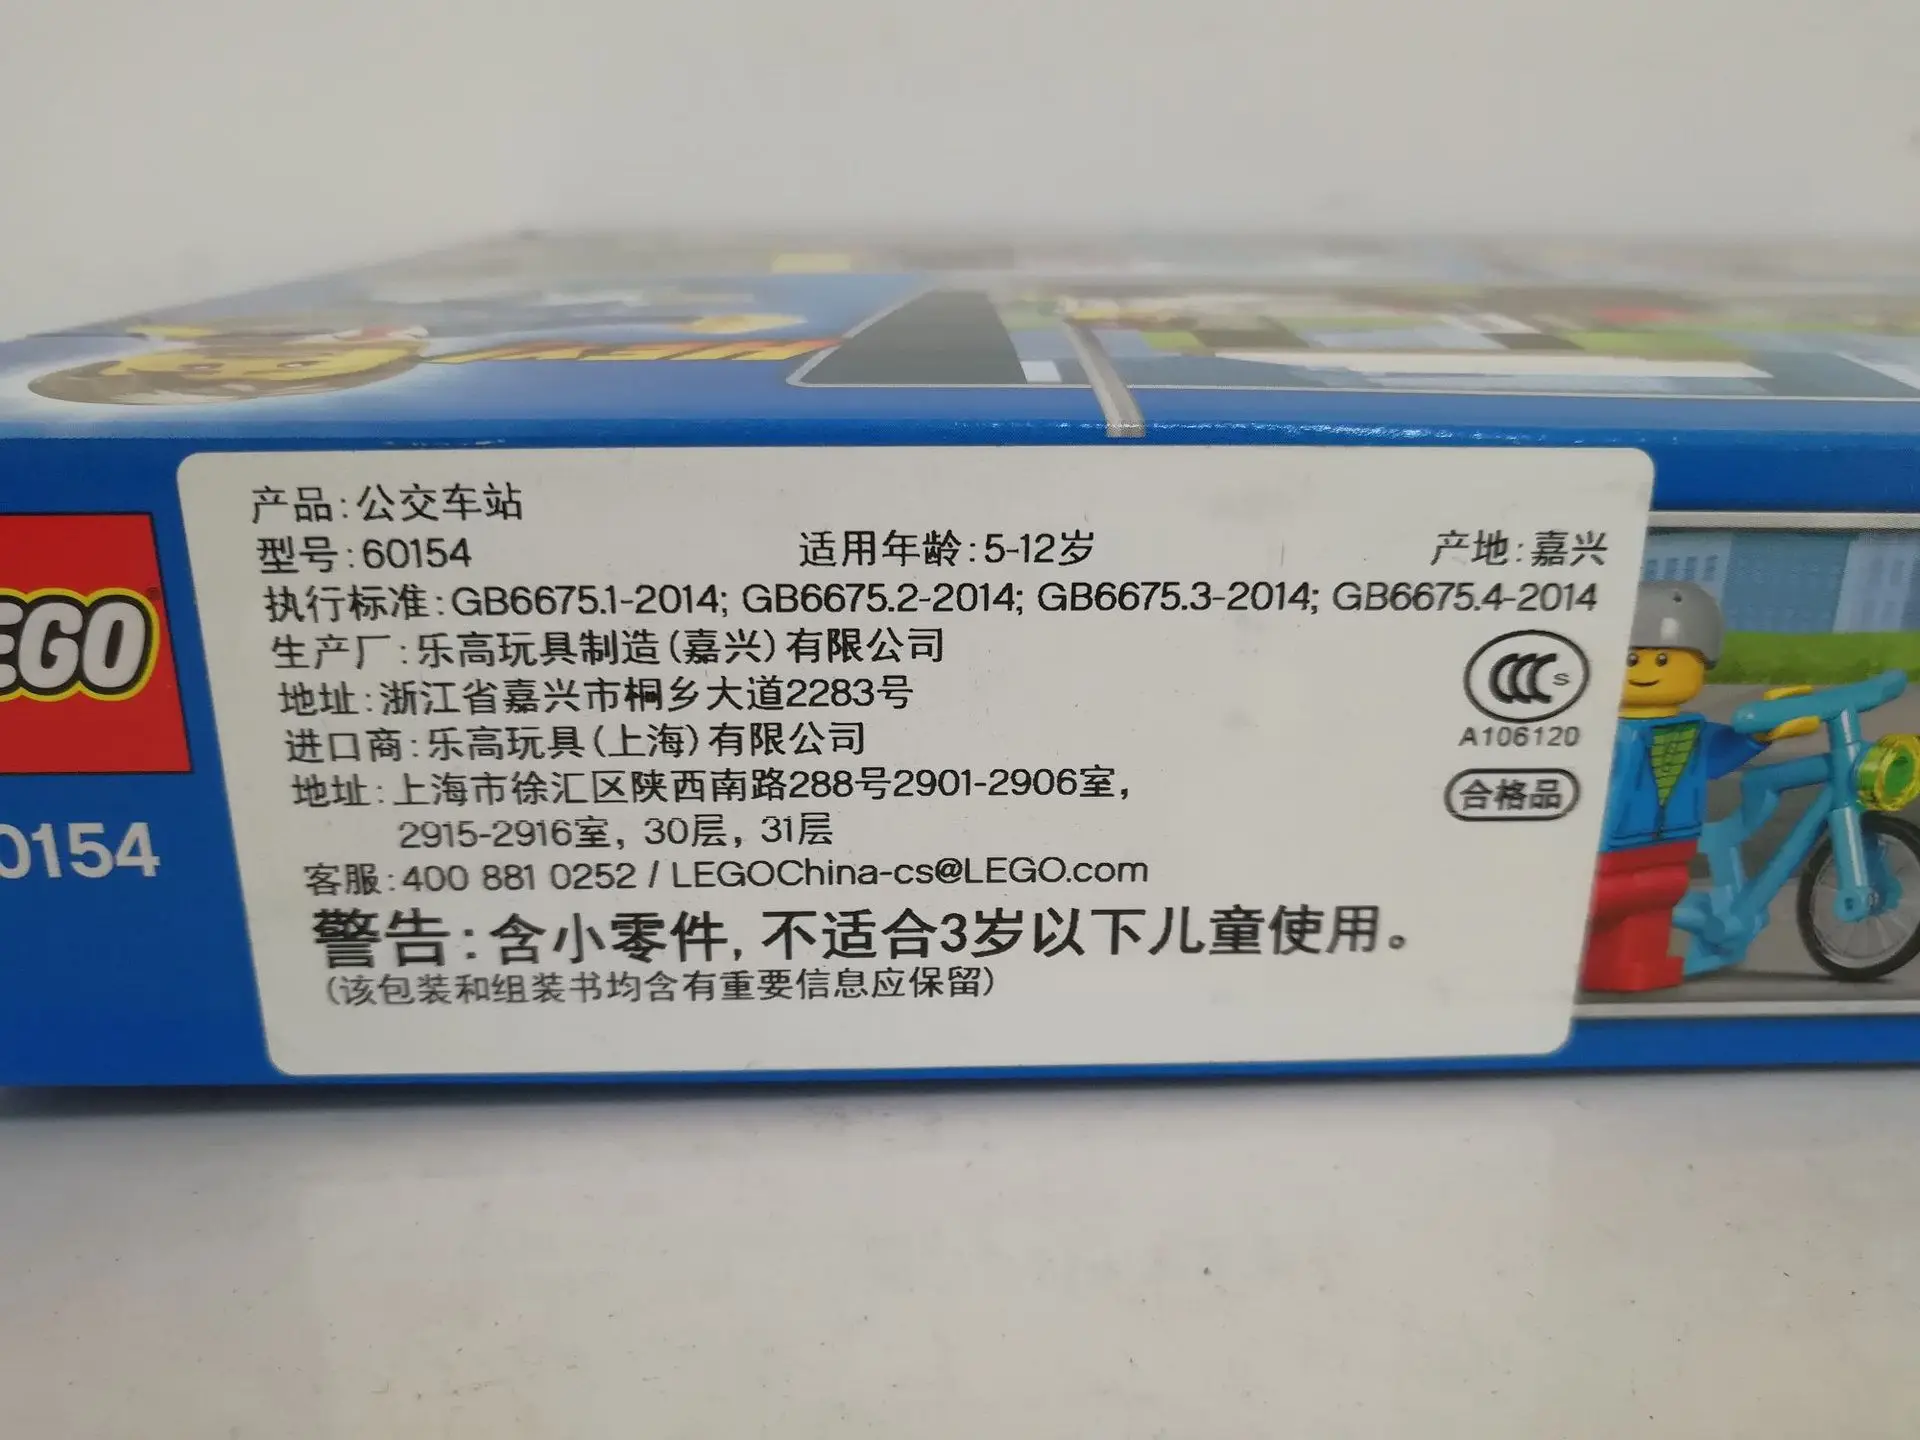 产品:公交车站
型号:60154 适用年龄:5-12岁 产地:嘉兴
执行标准:GB6675.1-2014; GB6675.2-2014; GB6675.3-2014; GB6675.4-2014
生产厂:乐高玩具制造(嘉兴)有限公司
地址:浙江省嘉兴市桐乡大道2283号
进口商:乐高玩具(上海)有限公司
地址:上海市徐汇区陕西南路288号2901-2906室,
2915-2916室, 30层, 31层
客服:400 881 0252 / LEGOChina-cs@LEGO.com
警告:含小零件, 不适合3岁以下儿童使用。
(该包装和组装书均含有重要信息应保留)
CCC S
A106120
合格品
EGO
0154